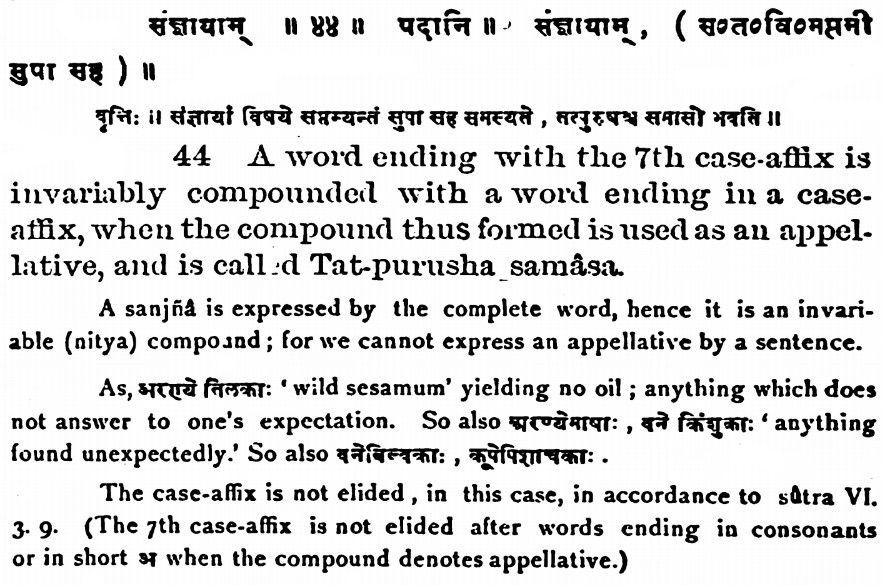 संज्ञायाम् ॥ ४४ ॥ पदानि ॥ संज्ञायाम्, ( स०त०वि०सप्तमी
सुपा सह ) ॥
वृत्तिः ॥ संज्ञायां विषये सप्तम्यन्तं सुपा सह समस्यते, तत्पुरुषश्च समासो भवति ॥
44 A word ending with the 7th case-affix is
invariably compounded with a word ending in a case-
affix, when the compound thus formed is used as an appel-
lative, and is called Tat-purusha samâsa.
A sanjñâ is expressed by the complete word, hence it is an invari-
able (nitya) compound; for we cannot express an appellative by a sentence.
As, अरण्ये तिलकाः 'wild sesamum' yielding no oil; anything which does
not answer to one's expectation. So also अरण्येमाषाः, वने किंशुकाः 'anything
found unexpectedly.' So also वनेबिल्वकाः, कूपेपिशाचकाः.
The case-affix is not elided, in this case, in accordance to sûtra VI.
3. 9. (The 7th case-affix is not elided after words ending in consonants
or in short अ when the compound denotes appellative.)